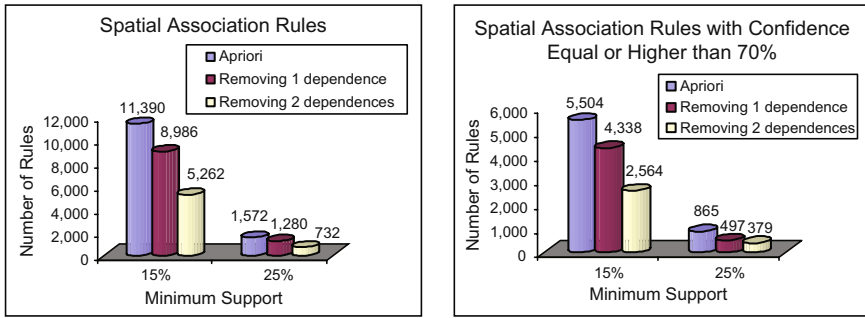 Spatial Association Rules
Apriori
Removing 1 dependence
Removing 2 dependences
Number of Rules
12,000
10,000
8,000
6,000
4,000
2,000
0
11,390
8,986
5,262
1,572
1,280
732
15%
25%
Minimum Support
Spatial Association Rules with Confidence
Equal or Higher than 70%
Apriori
Removing 1 dependence
Removing 2 dependences
Number of Rules
6,000
5,000
4,000
3,000
2,000
1,000
0
5,504
4,338
2,564
865
497
379
15%
25%
Minimum Support